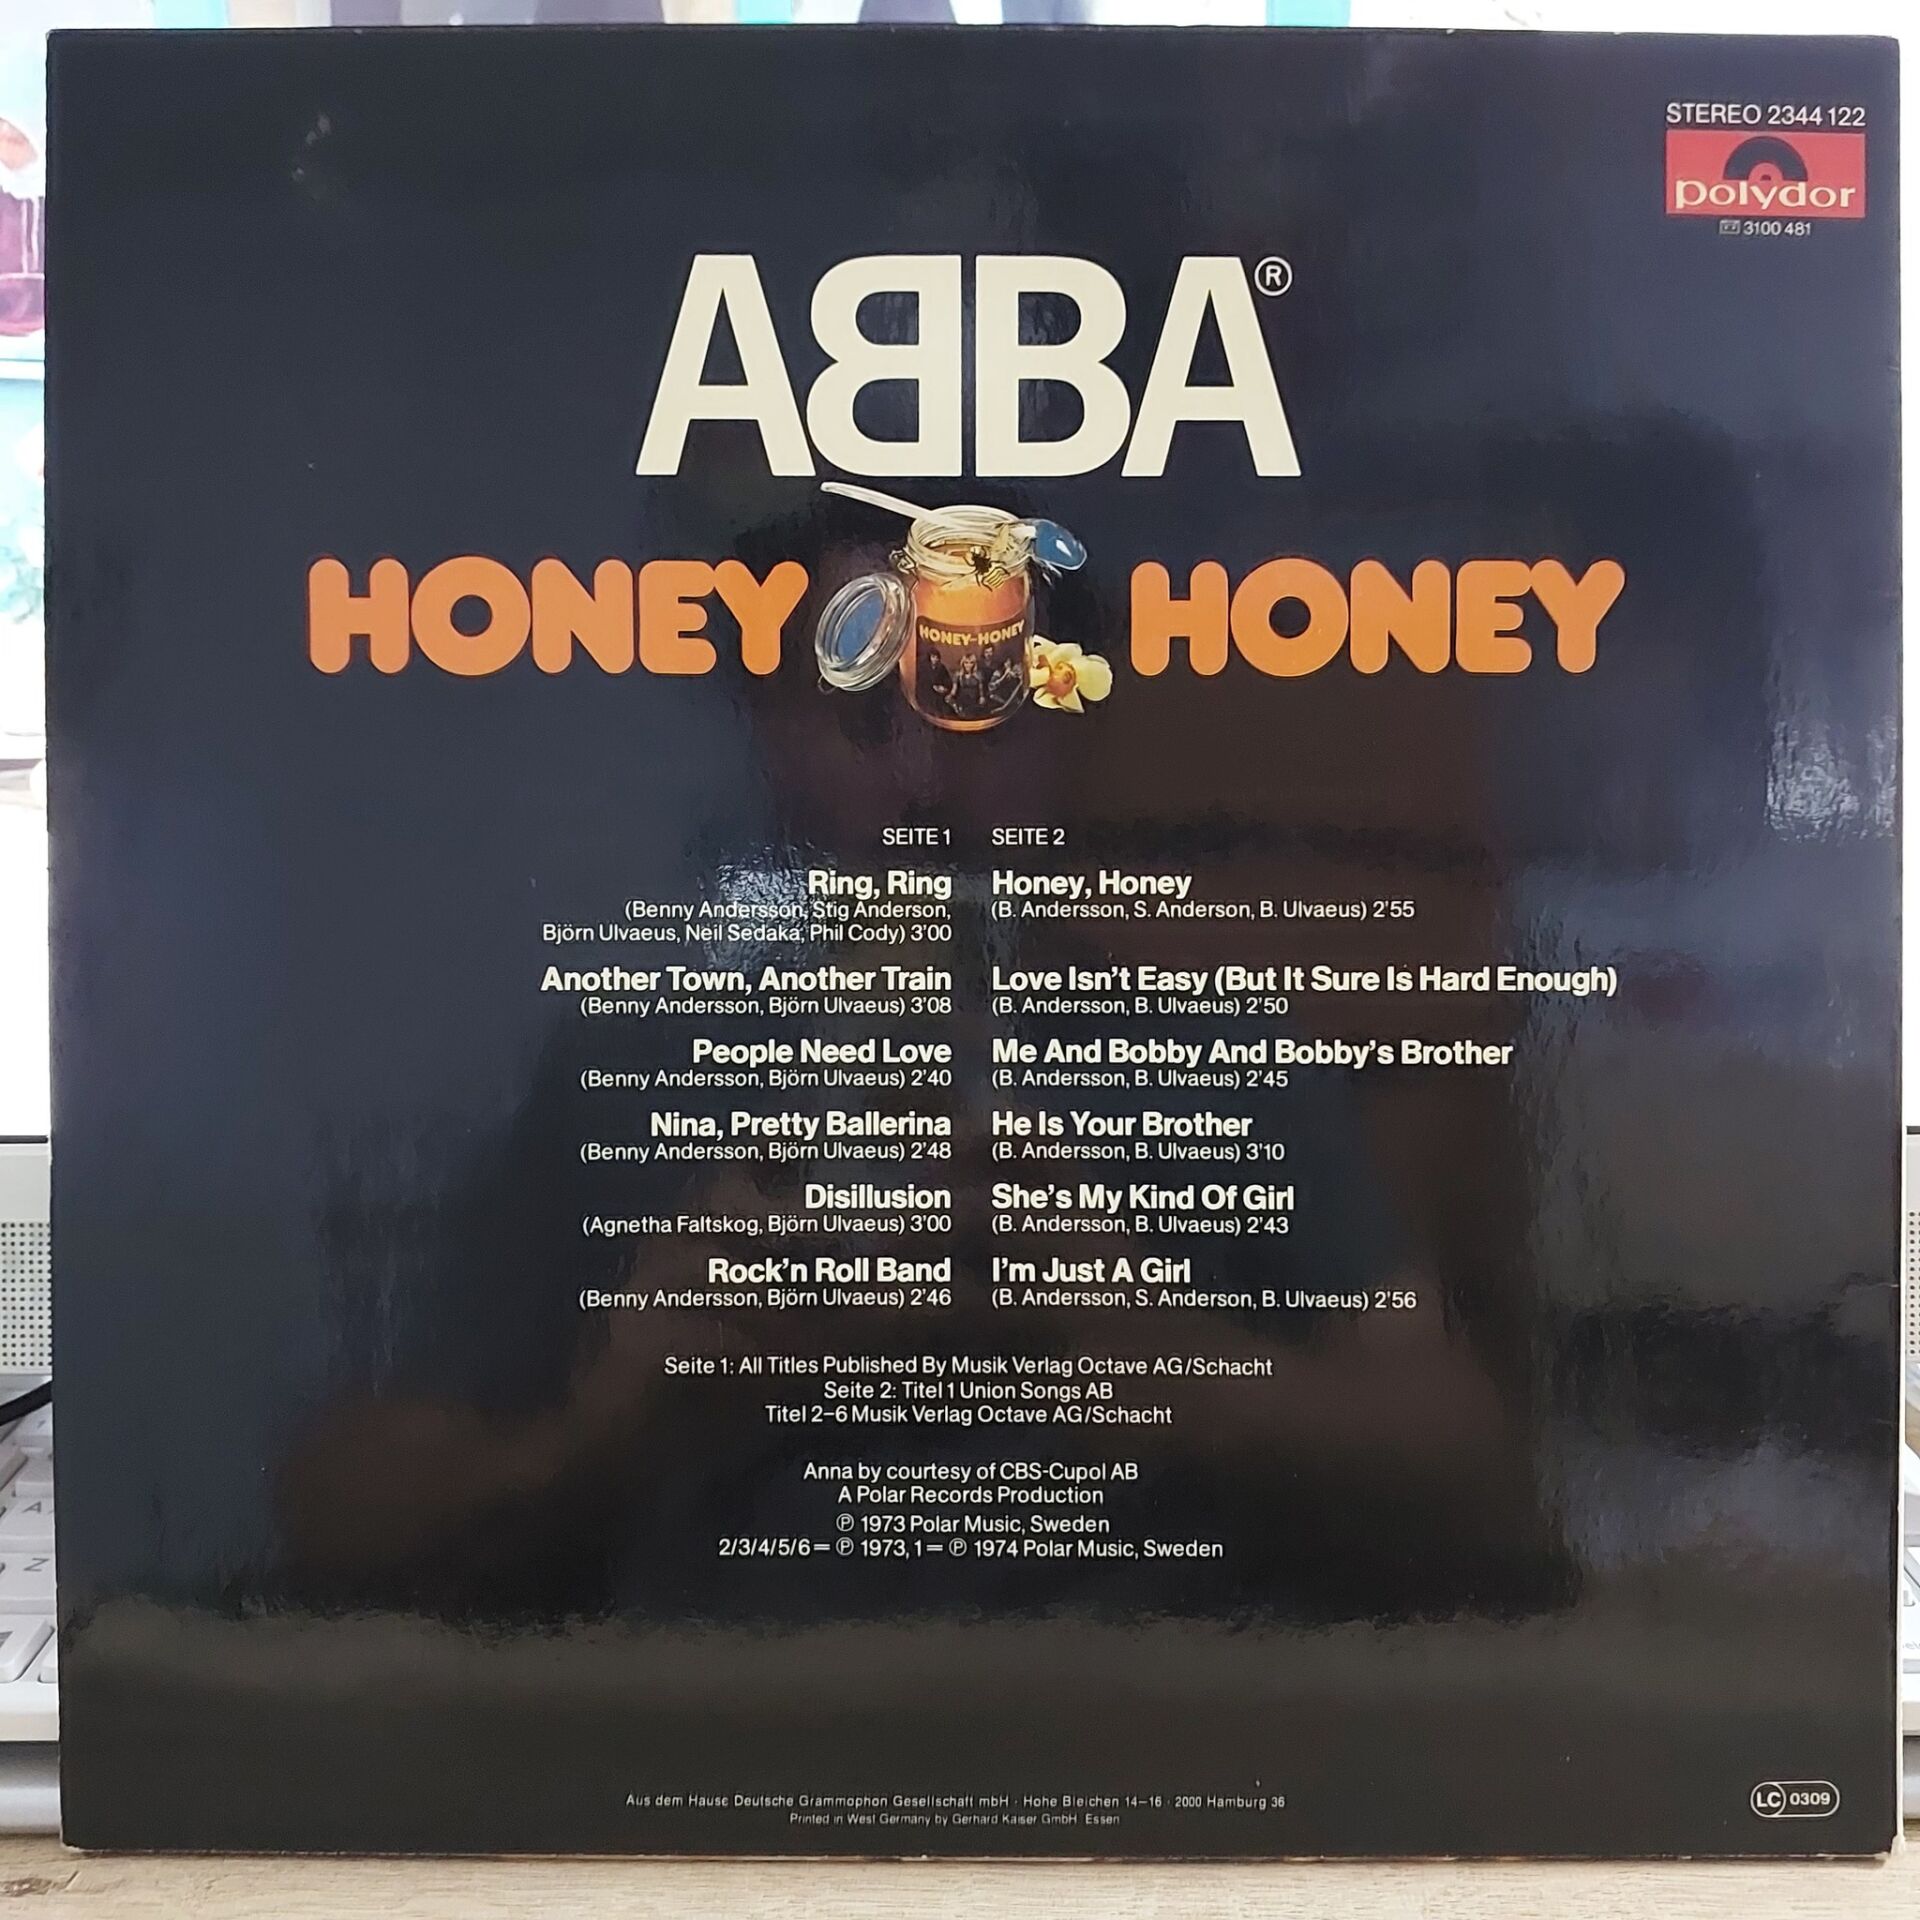 STEREO 2344 122
polydor
3100 481
ABBA®
HONEY HONEY
HONEY-HONEY
SEITE 1
Ring, Ring
(Benny Andersson, Stig Anderson,
Björn Ulvaeus, Neil Sedaka, Phil Cody) 3'00
Another Town, Another Train
(Benny Andersson, Björn Ulvaeus) 3'08
People Need Love
(Benny Andersson, Björn Ulvaeus) 2'40
Nina, Pretty Ballerina
(Benny Andersson, Björn Ulvaeus) 2'48
Disillusion
(Agnetha Faltskog, Björn Ulvaeus) 3'00
Rock'n Roll Band
(Benny Andersson, Björn Ulvaeus) 2'46
SEITE 2
Honey, Honey
(B. Andersson, S. Anderson, B. Ulvaeus) 2'55
Love Isn't Easy (But It Sure Is Hard Enough)
(B. Andersson, B. Ulvaeus) 2'50
Me And Bobby And Bobby's Brother
(B. Andersson, B. Ulvaeus) 2'45
He Is Your Brother
(B. Andersson, B. Ulvaeus) 3'10
She's My Kind Of Girl
(B. Andersson, B. Ulvaeus) 2'43
I'm Just A Girl
(B. Andersson, S. Anderson, B. Ulvaeus) 2'56
Seite 1: All Titles Published By Musik Verlag Octave AG/Schacht
Seite 2: Titel 1 Union Songs AB
Titel 2–6 Musik Verlag Octave AG/Schacht
Anna by courtesy of CBS-Cupol AB
A Polar Records Production
℗ 1973 Polar Music, Sweden
2/3/4/5/6 = ℗ 1973, 1 = ℗ 1974 Polar Music, Sweden
Aus dem Hause Deutsche Grammophon Gesellschaft mbH · Hohe Bleichen 14–16 · 2000 Hamburg 36
Printed in West Germany by Gerhard Kaiser GmbH Essen
LC 0309
A
Z